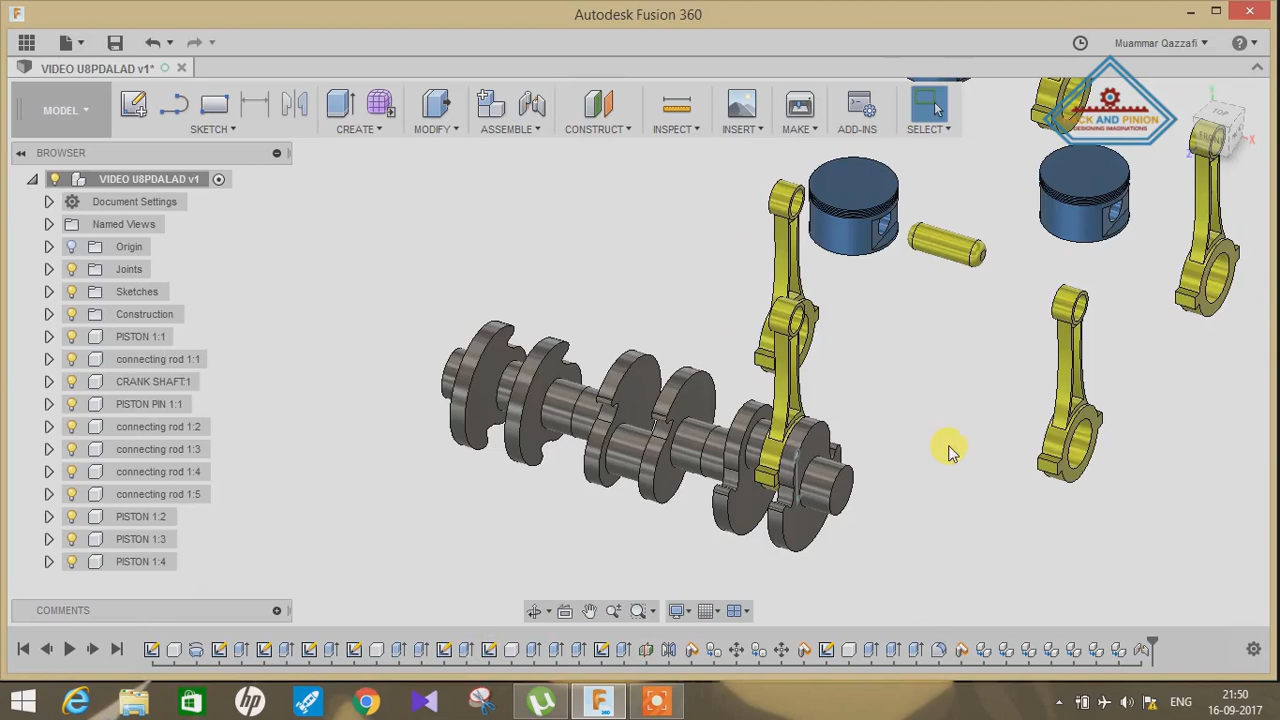 Autodesk Fusion 360
Muammar Qazzafi
VIDEO U8PDALAD v1*
MODEL
SKETCH
CREATE
MODIFY
ASSEMBLE
CONSTRUCT
INSPECT
INSERT
MAKE
ADD-INS
SELECT
AND PINION
DESIGNING IMAGINATIONS
TOP
FRONT
X
Z
BROWSER
VIDEO U8PDALAD v1
Document Settings
Named Views
Origin
Joints
Sketches
Construction
PISTON 1:1
connecting rod 1:1
CRANK SHAFT:1
PISTON PIN 1:1
connecting rod 1:2
connecting rod 1:3
connecting rod 1:4
connecting rod 1:5
PISTON 1:2
PISTON 1:3
PISTON 1:4
COMMENTS
ENG
21:50
16-09-2017